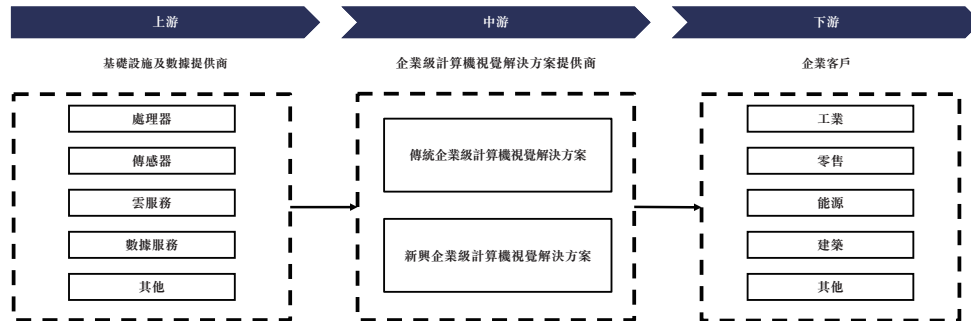 上游
中游
下游
基礎設施及數據提供商
企業級計算機視覺解決方案提供商
企業客戶
處理器
傳感器
雲服務
數據服務
其他
傳統企業級計算機視覺解決方案
新興企業級計算機視覺解決方案
工業
零售
能源
建築
其他